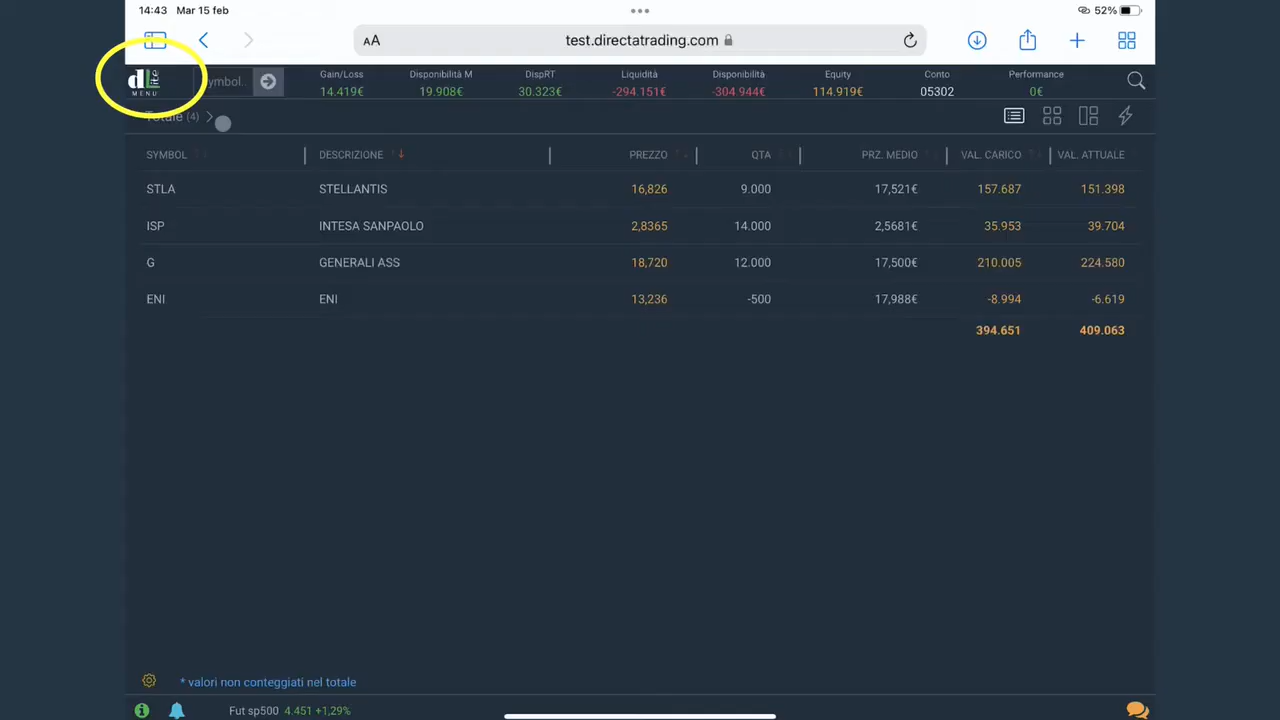 14:43 Mar 15 feb
52%
AA test.directatrading.com
dLite
MENU
ymbol..
Gain/Loss Disponibilità M DispRT Liquidità Disponibilità Equity Conto Performance
14.419€ 19.908€ 30.323€ -294.151€ -304.944€ 114.919€ 05302 0€
Totale (4)
SYMBOL DESCRIZIONE PREZZO QTA PRZ. MEDIO VAL. CARICO VAL. ATTUALE
STLA STELLANTIS 16,826 9.000 17,521€ 157.687 151.398
ISP INTESA SANPAOLO 2,8365 14.000 2,5681€ 35.953 39.704
G GENERALI ASS 18,720 12.000 17,500€ 210.005 224.580
ENI ENI 13,236 -500 17,988€ -8.994 -6.619
394.651 409.063
* valori non conteggiati nel totale
Fut sp500 4.451 +1,29%